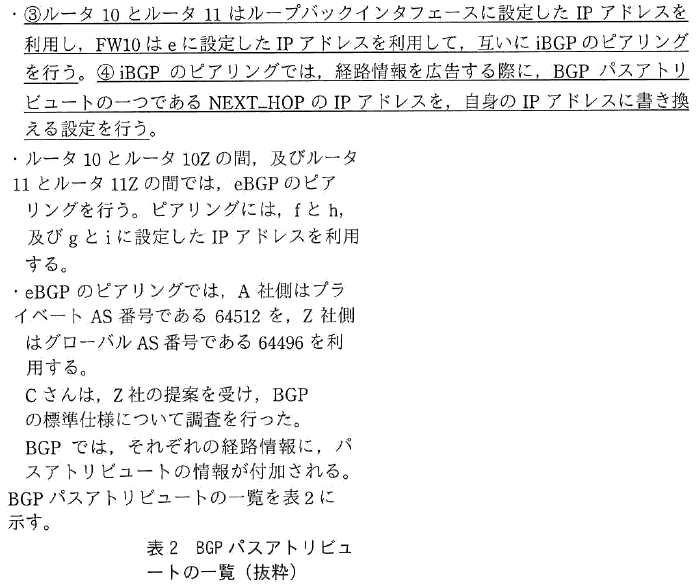 ・③ルータ 10 とルータ 11 はループバックインタフェースに設定した IP アドレスを
利用し，FW10 は e に設定した IP アドレスを利用して，互いに iBGP のピアリング
を行う。④ iBGP のピアリングでは，経路情報を広告する際に，BGP パスアトリ
ビュートの一つである NEXT_HOP の IP アドレスを，自身の IP アドレスに書き換
える設定を行う。
・ルータ 10 とルータ 10Z の間，及びルータ
11 とルータ 11Z の間では，eBGP のピア
リングを行う。ピアリングには，f と h，
及び g と i に設定した IP アドレスを利用
する。
・eBGP のピアリングでは，A 社側はプラ
イベート AS 番号である 64512 を，Z 社側
はグローバル AS 番号である 64496 を利
用する。
C さんは，Z 社の提案を受け，BGP
の標準仕様について調査を行った。
BGP では，それぞれの経路情報に，パ
スアトリビュートの情報が付加される。
BGP パスアトリビュートの一覧を表 2 に
示す。
表 2 BGP パスアトリビュ
ートの一覧（抜粋）